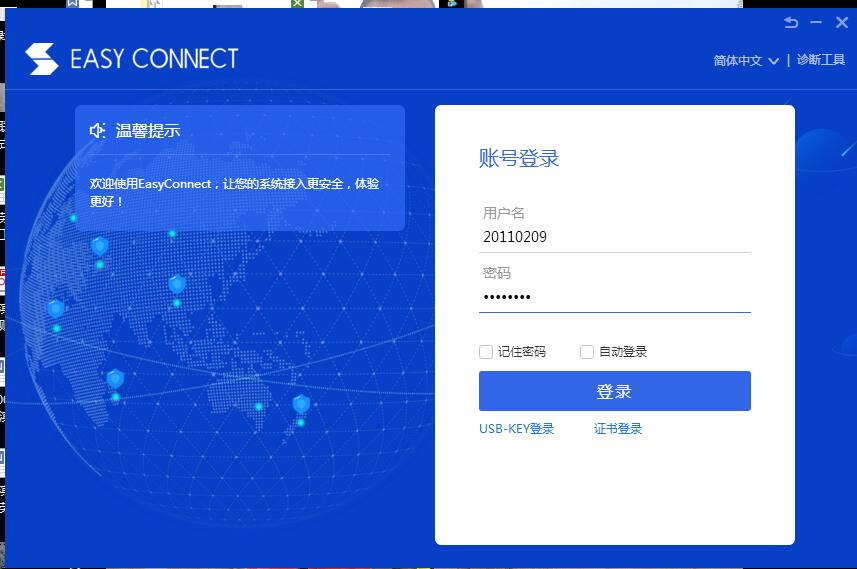 EASY CONNECT
简体中文 | 诊断工具
温馨提示
欢迎使用EasyConnect，让您的系统接入更安全，体验
更好！
账号登录
用户名
20110209
密码
••••••••
记住密码
自动登录
登录
USB-KEY登录
证书登录